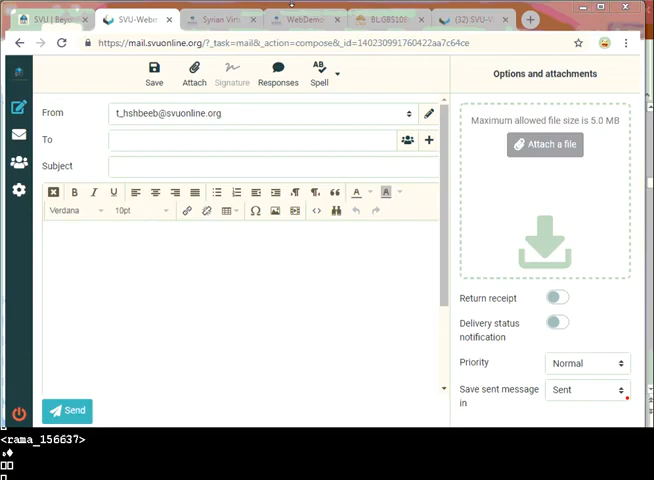 SVU | Beyo
SVU-Webm
Syrian Virt
WebDemo
BL.GBS10
(32) SVU-V
https://mail.svuonline.org/?_task=mail&_action=compose&_id=140230991760422aa7c64ce
Save
Attach
Signature
Responses
Spell
Options and attachments
From
t_hshbeeb@svuonline.org
To
Subject
B I U
Verdana
10pt
A
A
Maximum allowed file size is 5.0 MB
Attach a file
Return receipt
Delivery status
notification
Priority
Normal
Save sent message
in
Sent
Send
<rama_156637>